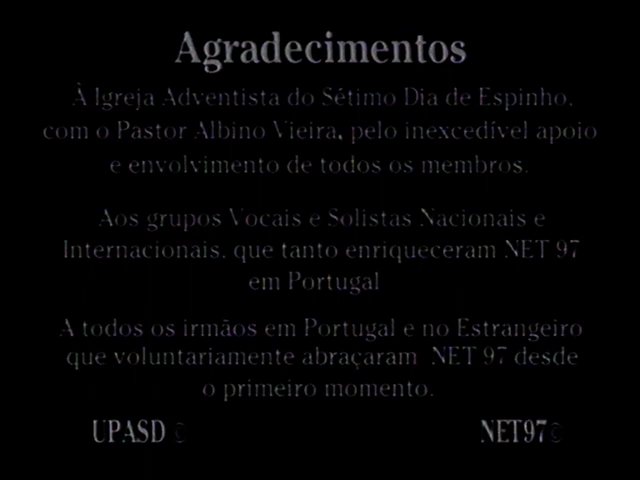 Agradecimentos
À Igreja Adventista do Sétimo Dia de Espinho,
com o Pastor Albino Vieira, pelo inexcedível apoio
e envolvimento de todos os membros.
Aos grupos Vocais e Solistas Nacionais e
Internacionais, que tanto enriqueceram NET 97
em Portugal
A todos os irmãos em Portugal e no Estrangeiro
que voluntariamente abraçaram NET 97 desde
o primeiro momento.
UPASD © NET97©